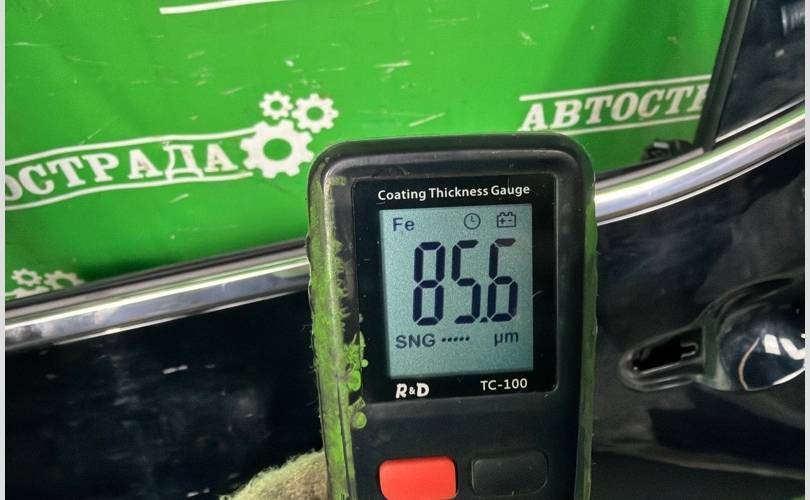 АВТОСТР
ОСТРАДА
Coating Thickness Gauge
Fe
85.6
SNG ----- µm
R&D TC-100